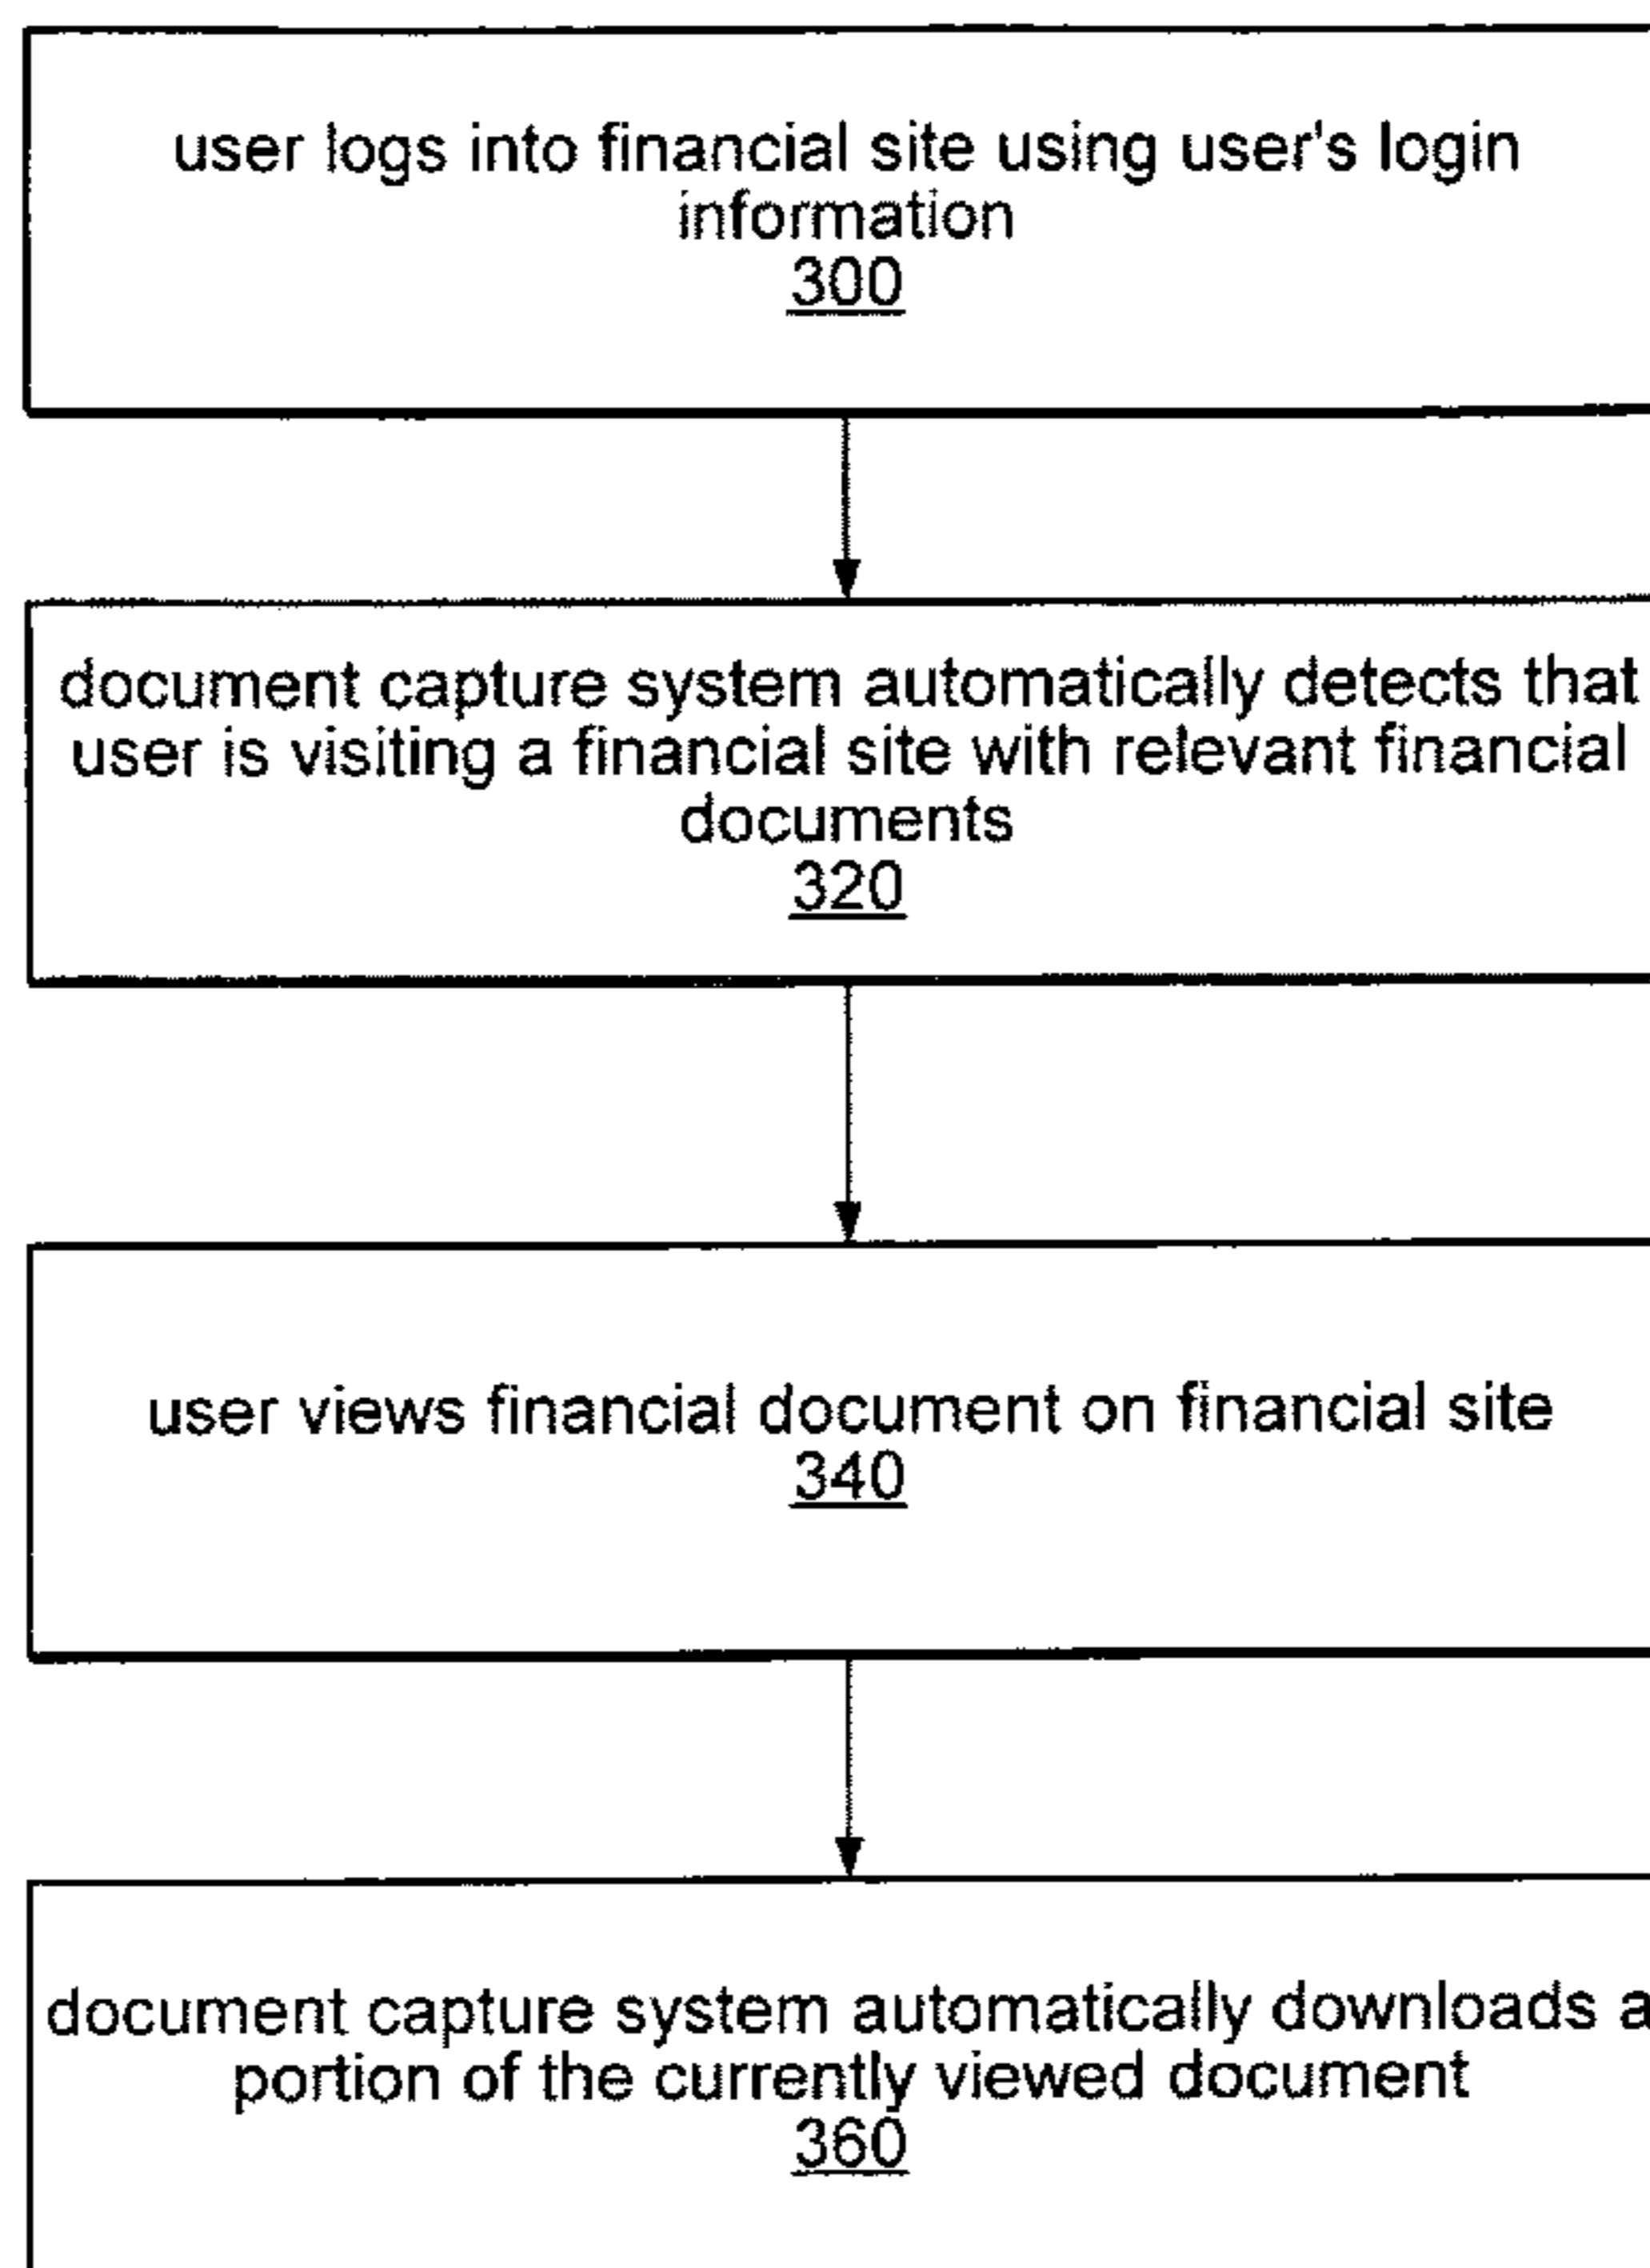 user logs into financial site using user's login
information
300
document capture system automatically detects that
user is visiting a financial site with relevant financial
documents
320
user views financial document on financial site
340
document capture system automatically downloads a
portion of the currently viewed document
360